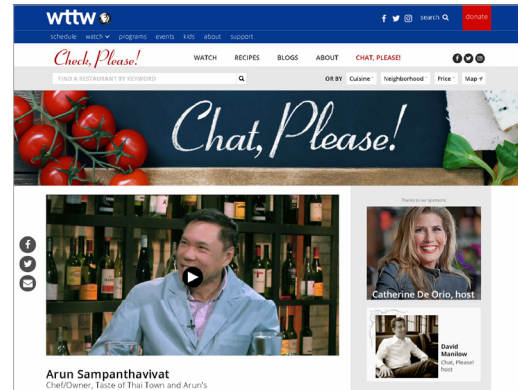 wttw
search
donate
schedule watch programs events kids about support
Check, Please!
WATCH RECIPES BLOGS ABOUT CHAT, PLEASE!
FIND A RESTAURANT BY KEYWORD
OR BY Cuisine Neighborhood Price Map
Chat, Please!
Thanks to our sponsors
Catherine De Orio, host
David
Manilow
Chat, Please!
host
Arun Sampanthavivat
Chef/Owner, Taste of Thai Town and Arun's